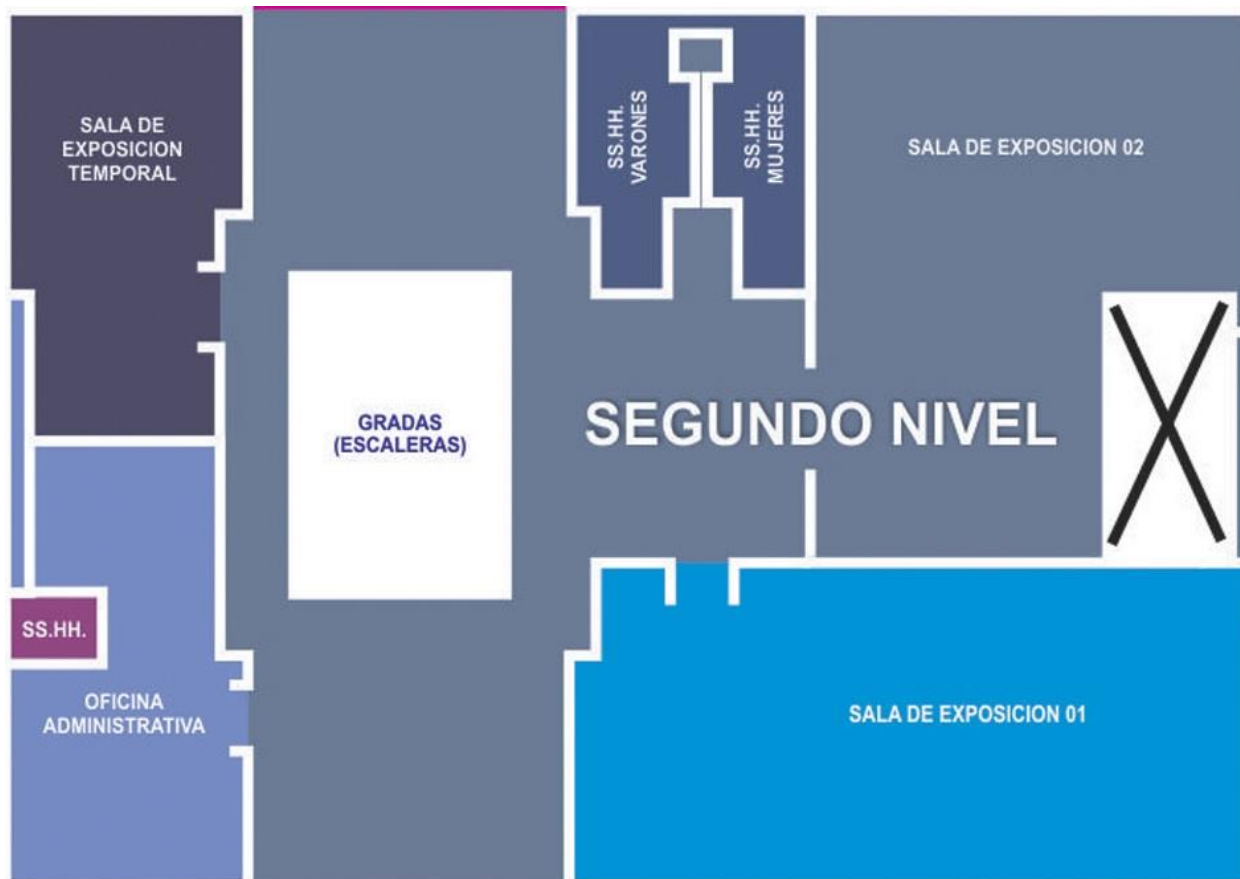 SALA DE
EXPOSICION
TEMPORAL
SS.HH.
VARONES
SS.HH.
MUJERES
SALA DE EXPOSICION 02
GRADAS
(ESCALERAS)
SEGUNDO NIVEL
SS.HH.
OFICINA
ADMINISTRATIVA
SALA DE EXPOSICION 01